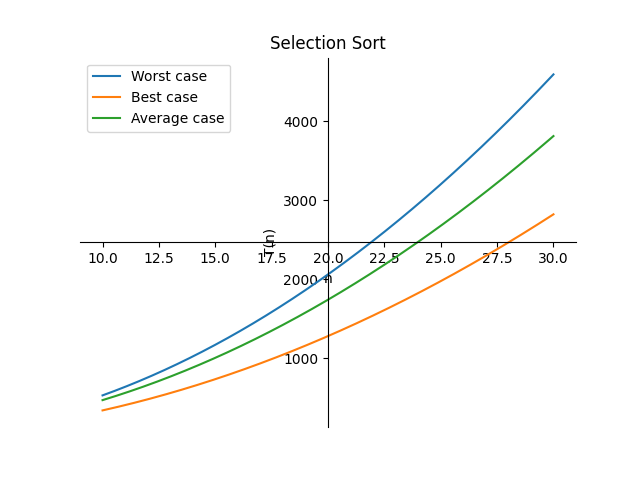 Selection Sort
Worst case
Best case
Average case
4000
3000
T(n)
10.0 12.5 15.0 17.5 20.0 22.5 25.0 27.5 30.0
2000
n
1000